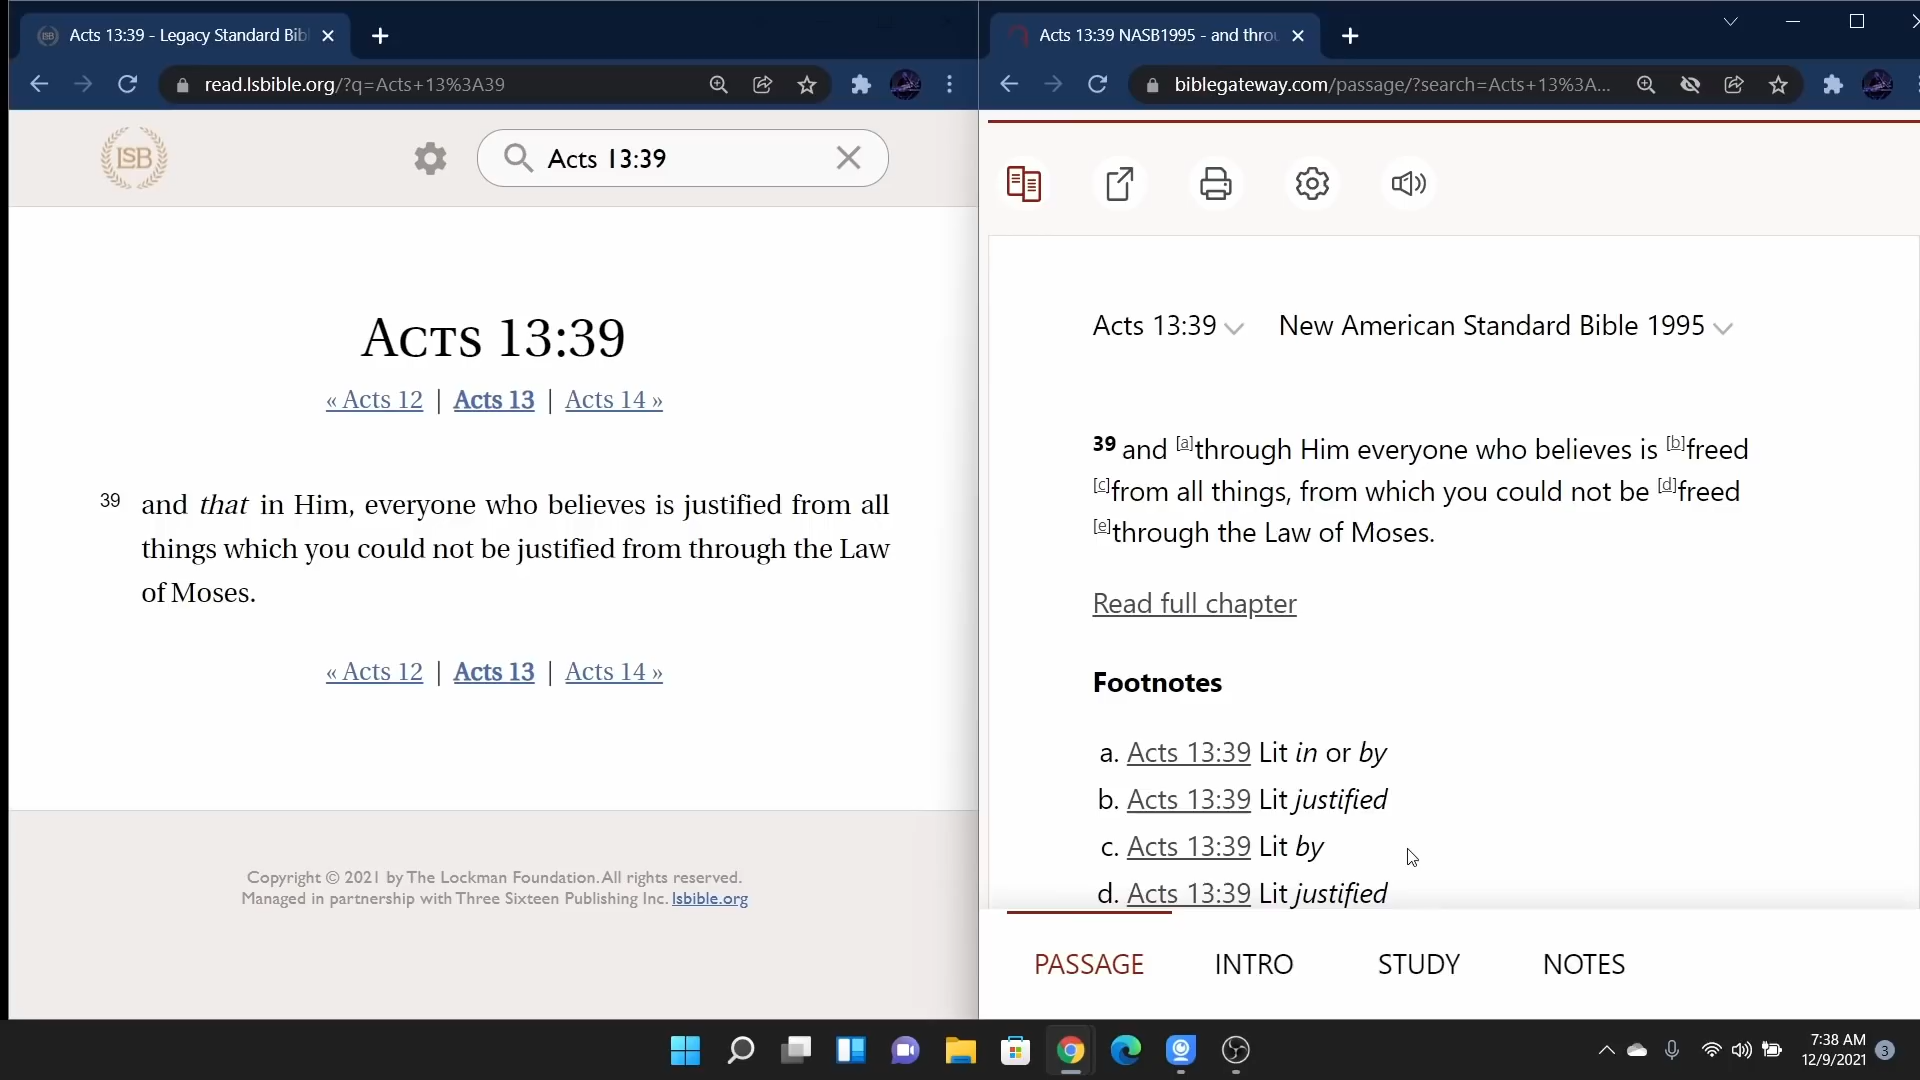 Acts 13:39 - Legacy Standard Bib
read.lsbible.org/?q=Acts+13%3A39
LSB
Acts 13:39
ACTS 13:39
« Acts 12 | Acts 13 | Acts 14 »
39 and that in Him, everyone who believes is justified from all
things which you could not be justified from through the Law
of Moses.
« Acts 12 | Acts 13 | Acts 14 »
Copyright © 2021 by The Lockman Foundation. All rights reserved.
Managed in partnership with Three Sixteen Publishing Inc. lsbible.org
Acts 13:39 NASB1995 - and throu
biblegateway.com/passage/?search=Acts+13%3A...
Acts 13:39 New American Standard Bible 1995
39 and [a]through Him everyone who believes is [b]freed
[c]from all things, from which you could not be [d]freed
[e]through the Law of Moses.
Read full chapter
Footnotes
a. Acts 13:39 Lit in or by
b. Acts 13:39 Lit justified
c. Acts 13:39 Lit by
d. Acts 13:39 Lit justified
PASSAGE INTRO STUDY NOTES
7:38 AM
12/9/2021
3